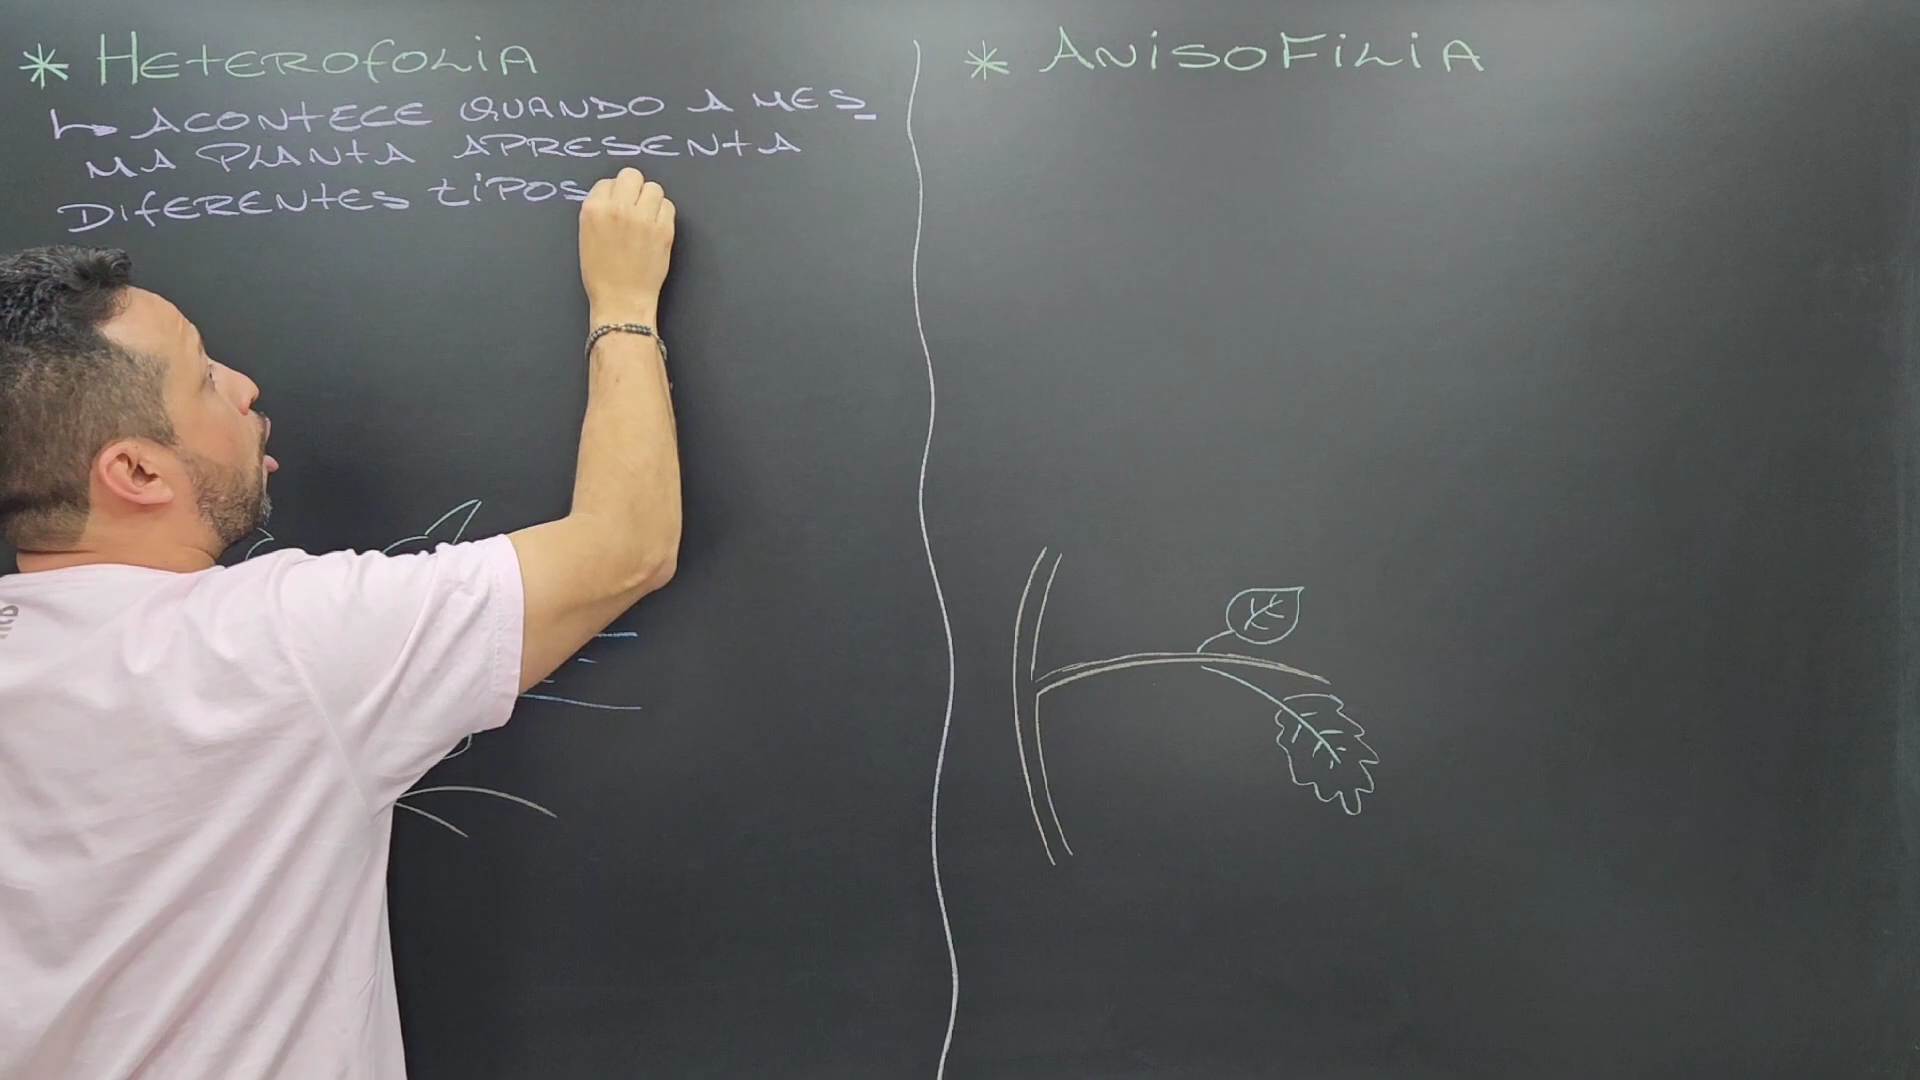 * HETEROFOLIA
↳ ACONTECE QUANDO A MES
MA PLANTA APRESENTA
DIFERENTES TIPOS
* ANISOFILIA